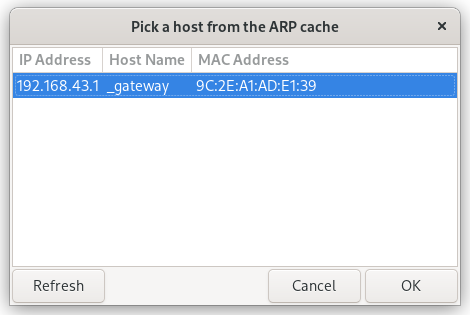 Pick a host from the ARP cache ×
IP Address Host Name MAC Address
192.168.43.1 _gateway 9C:2E:A1:AD:E1:39
Refresh Cancel OK